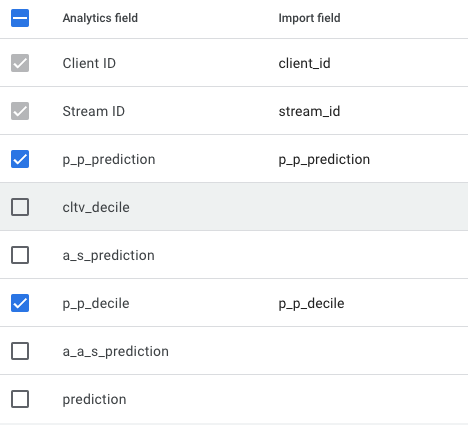 Analytics field Import field
Client ID client_id
Stream ID stream_id
p_p_prediction p_p_prediction
cltv_decile
a_s_prediction
p_p_decile p_p_decile
a_a_s_prediction
prediction